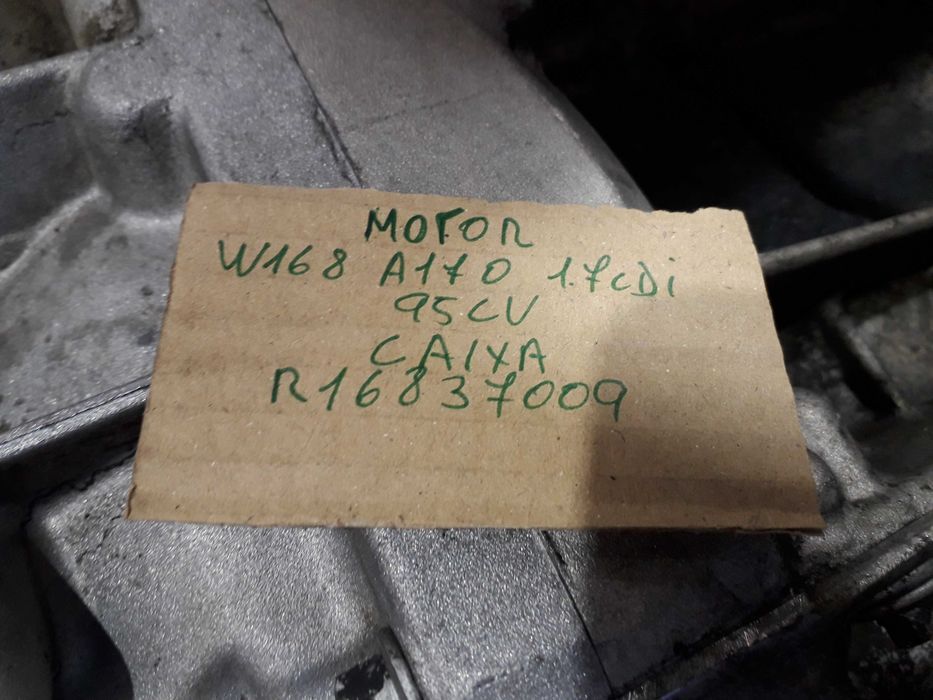 MOTOR
W168 A170 1.7cDi
95CV
CAIXA
R16837009